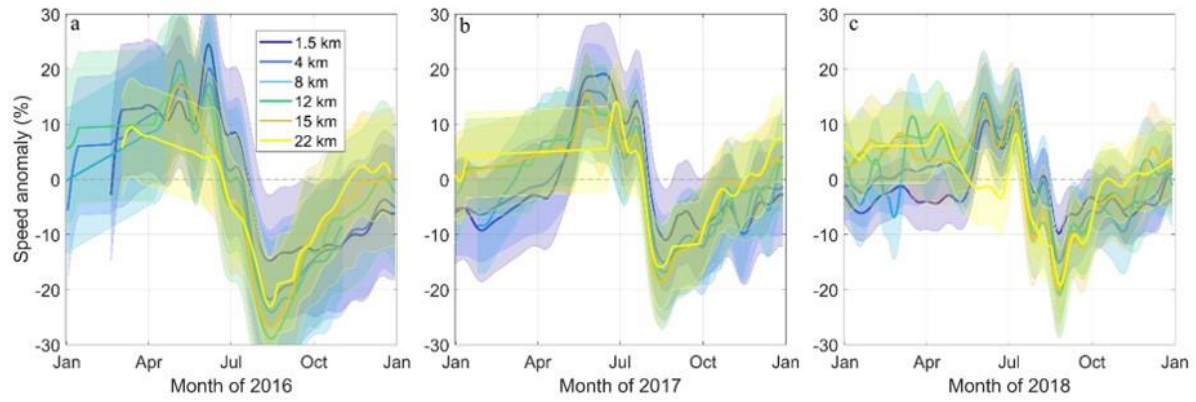 a
b
c
30
20
10
0
-10
-20
-30
Speed anomaly (%)
1.5 km
4 km
8 km
12 km
15 km
22 km
Jan Apr Jul Oct Jan
Month of 2016
30
20
10
0
-10
-20
-30
Jan Apr Jul Oct Jan
Month of 2017
30
20
10
0
-10
-20
-30
Jan Apr Jul Oct Jan
Month of 2018